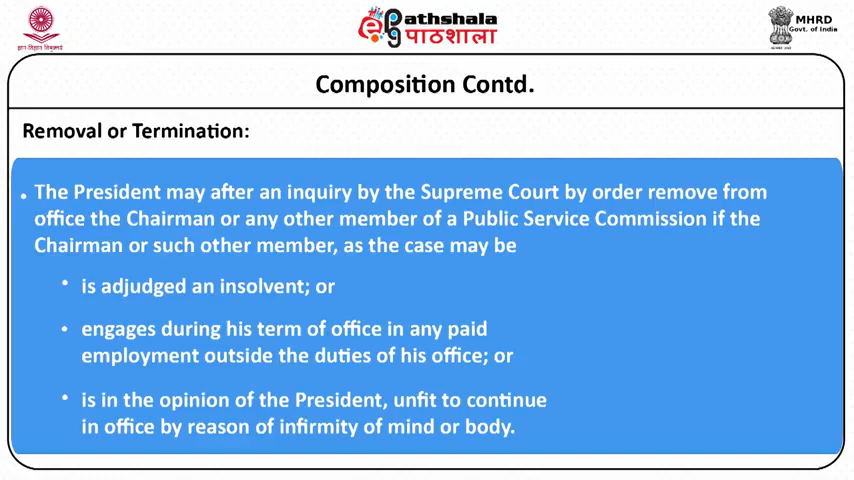 ज्ञान-विज्ञान विमुक्तये
ePG Pathshala
पाठशाला
MHRD
Govt. of India
Composition Contd.
Removal or Termination:
• The President may after an inquiry by the Supreme Court by order remove from
office the Chairman or any other member of a Public Service Commission if the
Chairman or such other member, as the case may be
• is adjudged an insolvent; or
• engages during his term of office in any paid
employment outside the duties of his office; or
• is in the opinion of the President, unfit to continue
in office by reason of infirmity of mind or body.